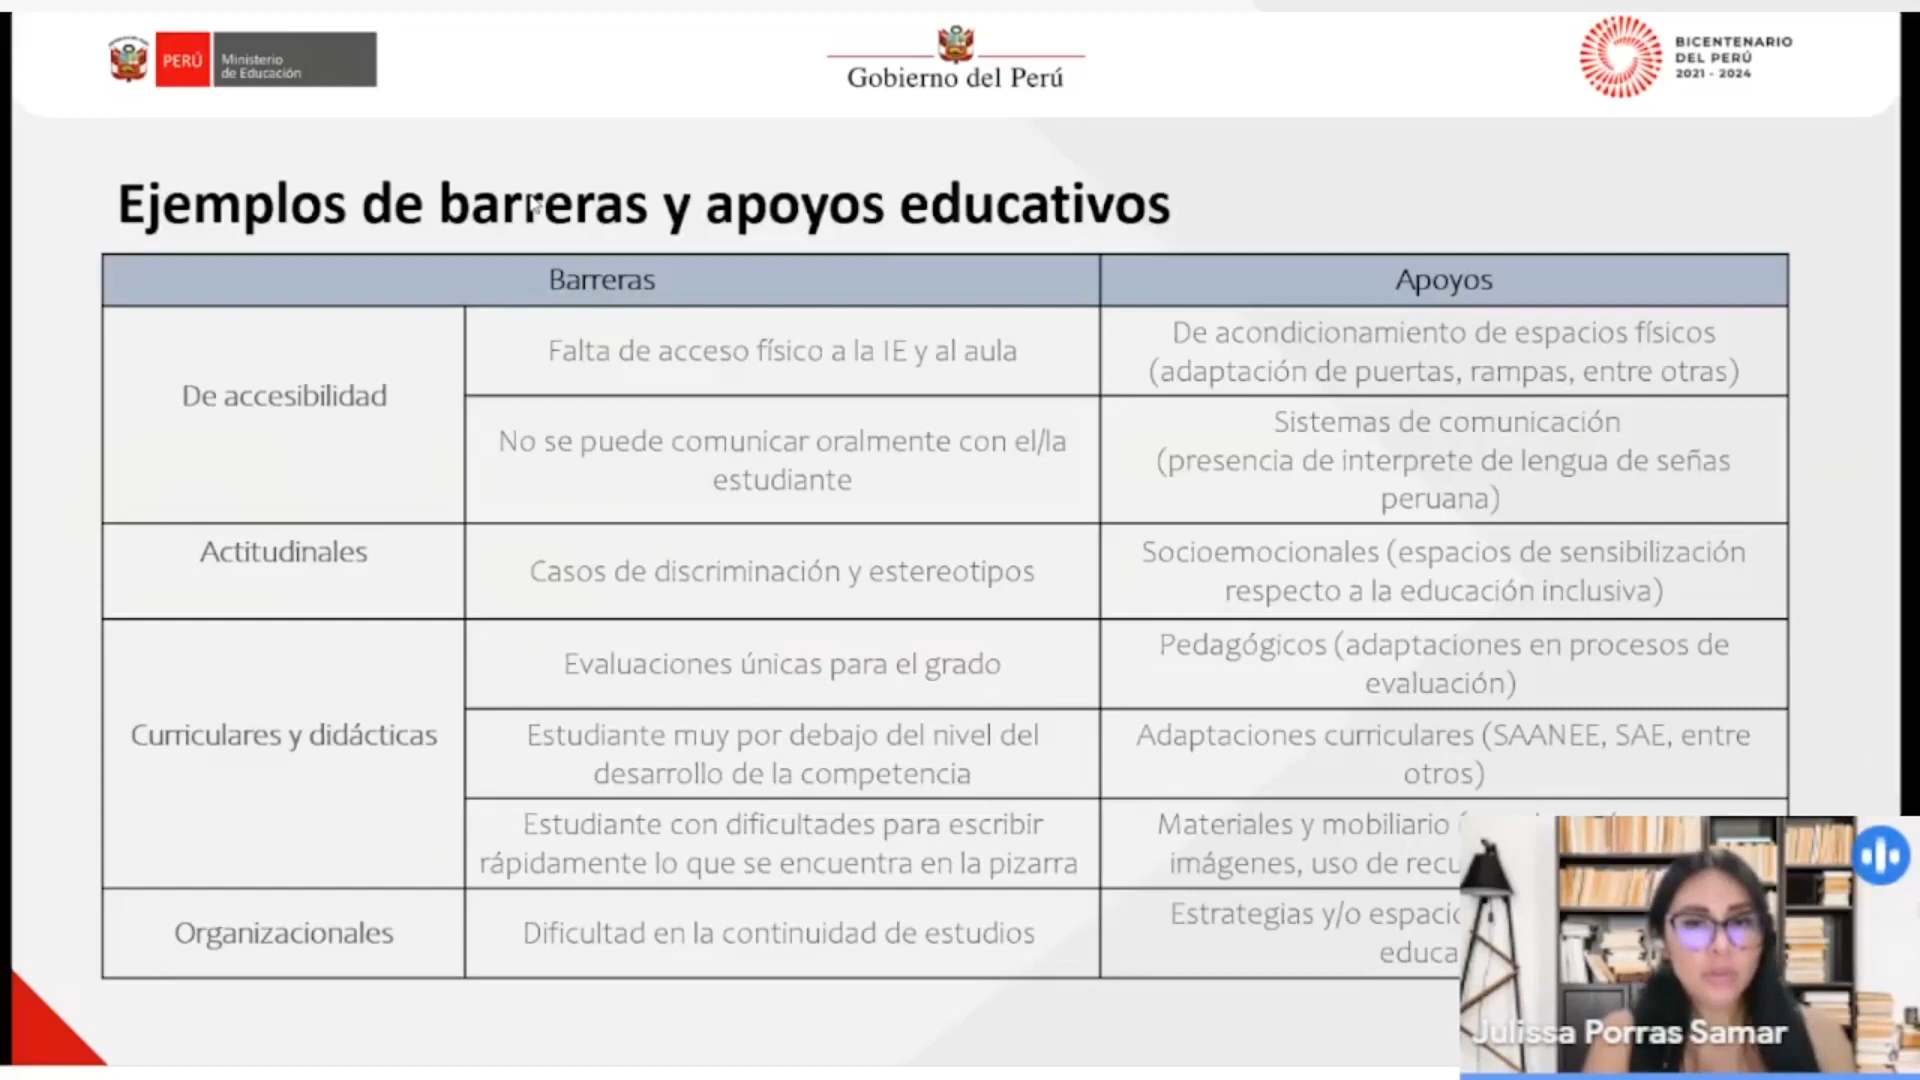 PERÚ
Ministerio
de Educación
Gobierno del Perú
BICENTENARIO
DEL PERÚ
2021 - 2024
Ejemplos de barreras y apoyos educativos
Barreras
Apoyos
De accesibilidad
Falta de acceso físico a la IE y al aula
De acondicionamiento de espacios físicos
(adaptación de puertas, rampas, entre otras)
No se puede comunicar oralmente con el/la
estudiante
Sistemas de comunicación
(presencia de interprete de lengua de señas
peruana)
Actitudinales
Casos de discriminación y estereotipos
Socioemocionales (espacios de sensibilización
respecto a la educación inclusiva)
Curriculares y didácticas
Evaluaciones únicas para el grado
Pedagógicos (adaptaciones en procesos de
evaluación)
Estudiante muy por debajo del nivel del
desarrollo de la competencia
Adaptaciones curriculares (SAANEE, SAE, entre
otros)
Estudiante con dificultades para escribir
rápidamente lo que se encuentra en la pizarra
Materiales y mobiliario
imágenes, uso de
Organizacionales
Dificultad en la continuidad de estudios
Estrategias y/o
Julissa Porras Samar